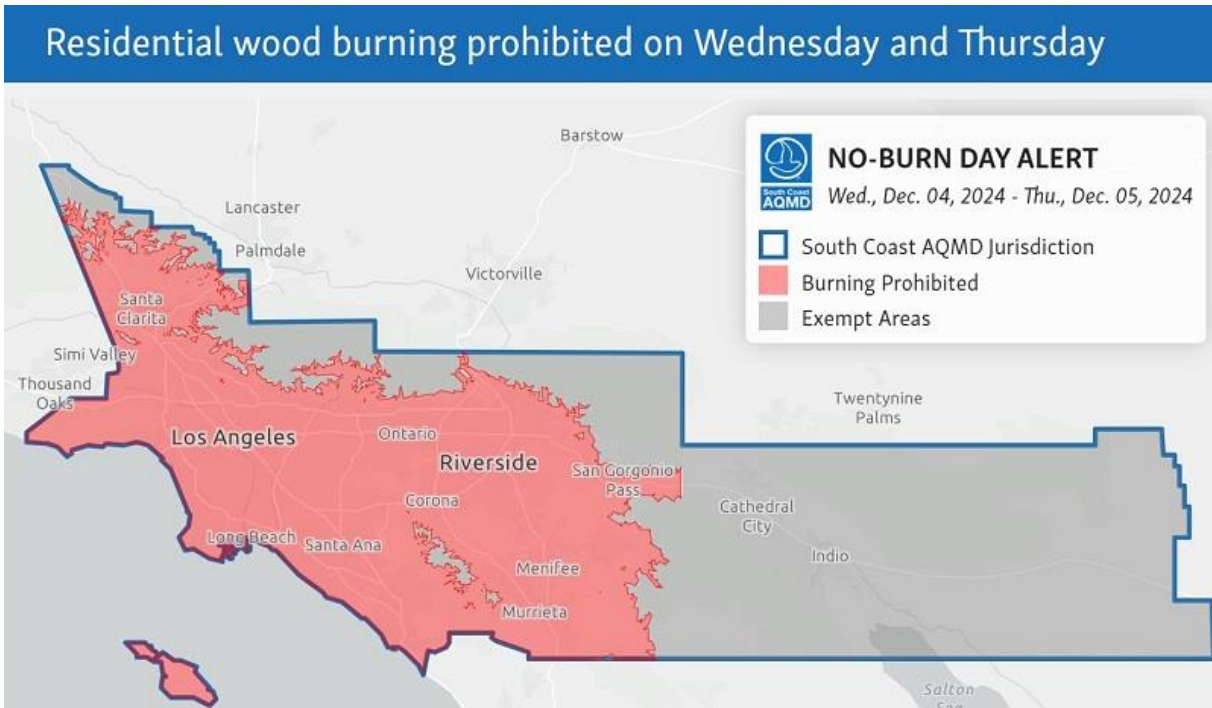 Residential wood burning prohibited on Wednesday and Thursday
Barstow
South Coast
AQMD
NO-BURN DAY ALERT
Wed., Dec. 04, 2024 - Thu., Dec. 05, 2024
South Coast AQMD Jurisdiction
Burning Prohibited
Exempt Areas
Lancaster
Palmdale
Victorville
Santa
Clarita
Simi Valley
Thousand
Oaks
Twentynine
Palms
Los Angeles
Ontario
Riverside
San Gorgonio
Pass
Corona
Cathedral
City
Long Beach
Santa Ana
Indio
Menifee
Murrieta
Salton
Sea